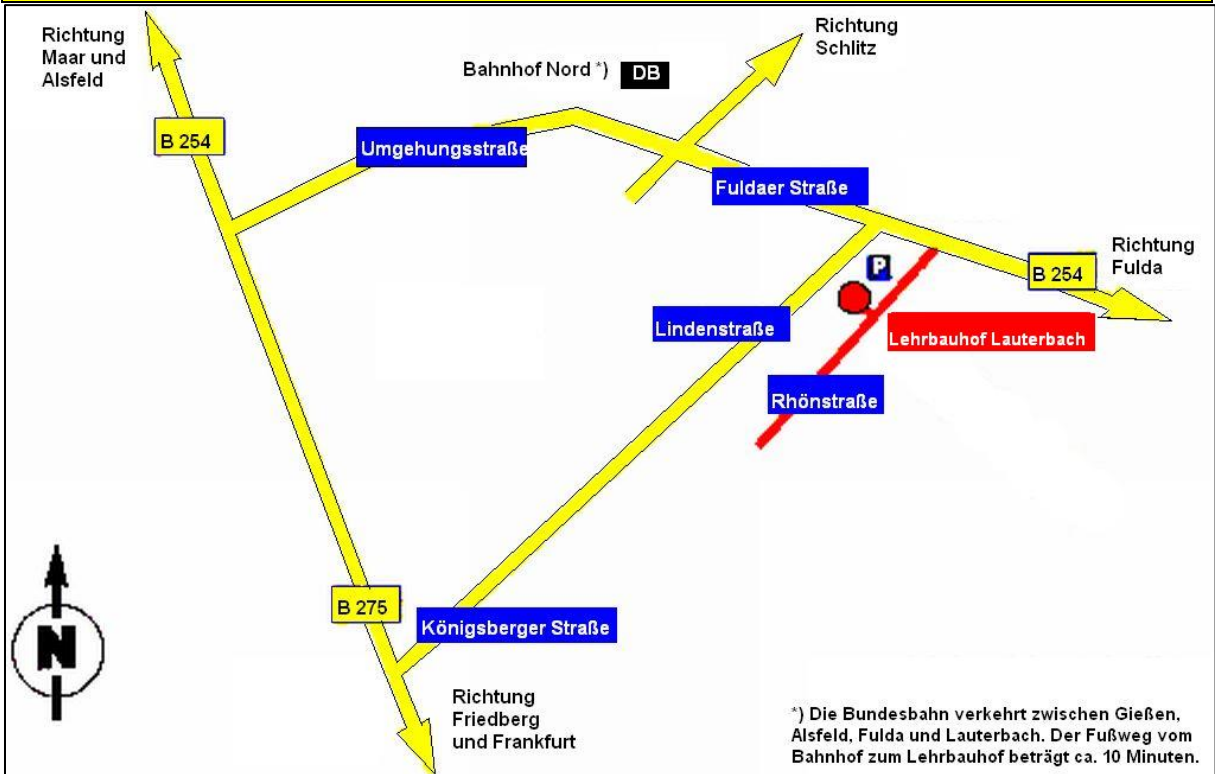 Richtung
Maar und
Alsfeld
Richtung
Schlitz
Bahnhof Nord *) DB
B 254
Umgehungsstraße
Fuldaer Straße
Richtung
Fulda
B 254
P
Lindenstraße
Lehrbauhof Lauterbach
Rhönstraße
B 275
Königsberger Straße
N
Richtung
Friedberg
und Frankfurt
*) Die Bundesbahn verkehrt zwischen Gießen,
Alsfeld, Fulda und Lauterbach. Der Fußweg vom
Bahnhof zum Lehrbauhof beträgt ca. 10 Minuten.